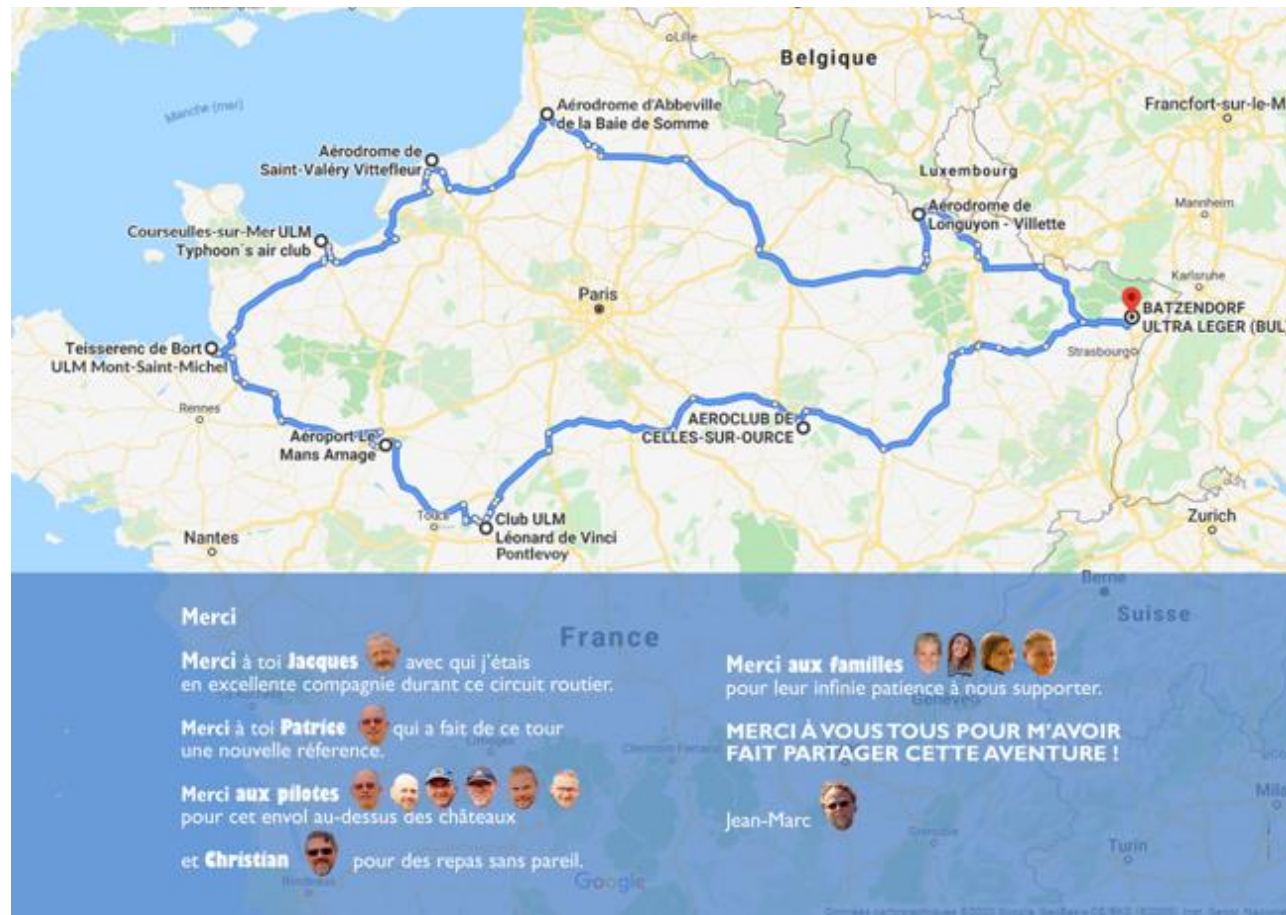 Lille
Belgique
Manche (mer)
Francfort-sur-le-M
Aérodrome d'Abbeville
de la Baie de Somme
Aérodrome de
Saint-Valéry Vittefleur
Luxembourg
Mannheim
Aérodrome de
Longuyon - Villette
Courseulles-sur-Mer ULM
Typhoon´s air club
Karlsruhe
Paris
BATZENDORF
ULTRA LEGER (BUL
Strasbourg
Teisserenc de Bort
ULM Mont-Saint-Michel
Rennes
AEROCLUB DE
CELLES-SUR-OURCE
Aéroport Le
Mans Arnage
Tours
Club ULM
Léonard de Vinci
Pontlevoy
Zurich
Nantes
Berne
Suisse
France
Merci
Merci à toi Jacques avec qui j'étais
en excellente compagnie durant ce circuit routier.
Merci à toi Patrice qui a fait de ce tour
une nouvelle réference.
Merci aux pilotes
pour cet envol au-dessus des châteaux
et Christian pour des repas sans pareil.
Merci aux familles
pour leur infinie patience à nous supporter.
Genève
MERCI À VOUS TOUS POUR M'AVOIR
FAIT PARTAGER CETTE AVENTURE !
Jean-Marc
Limoges
Clermont-Ferrand
Mila
Grenoble
Turin
Bordeaux
Google